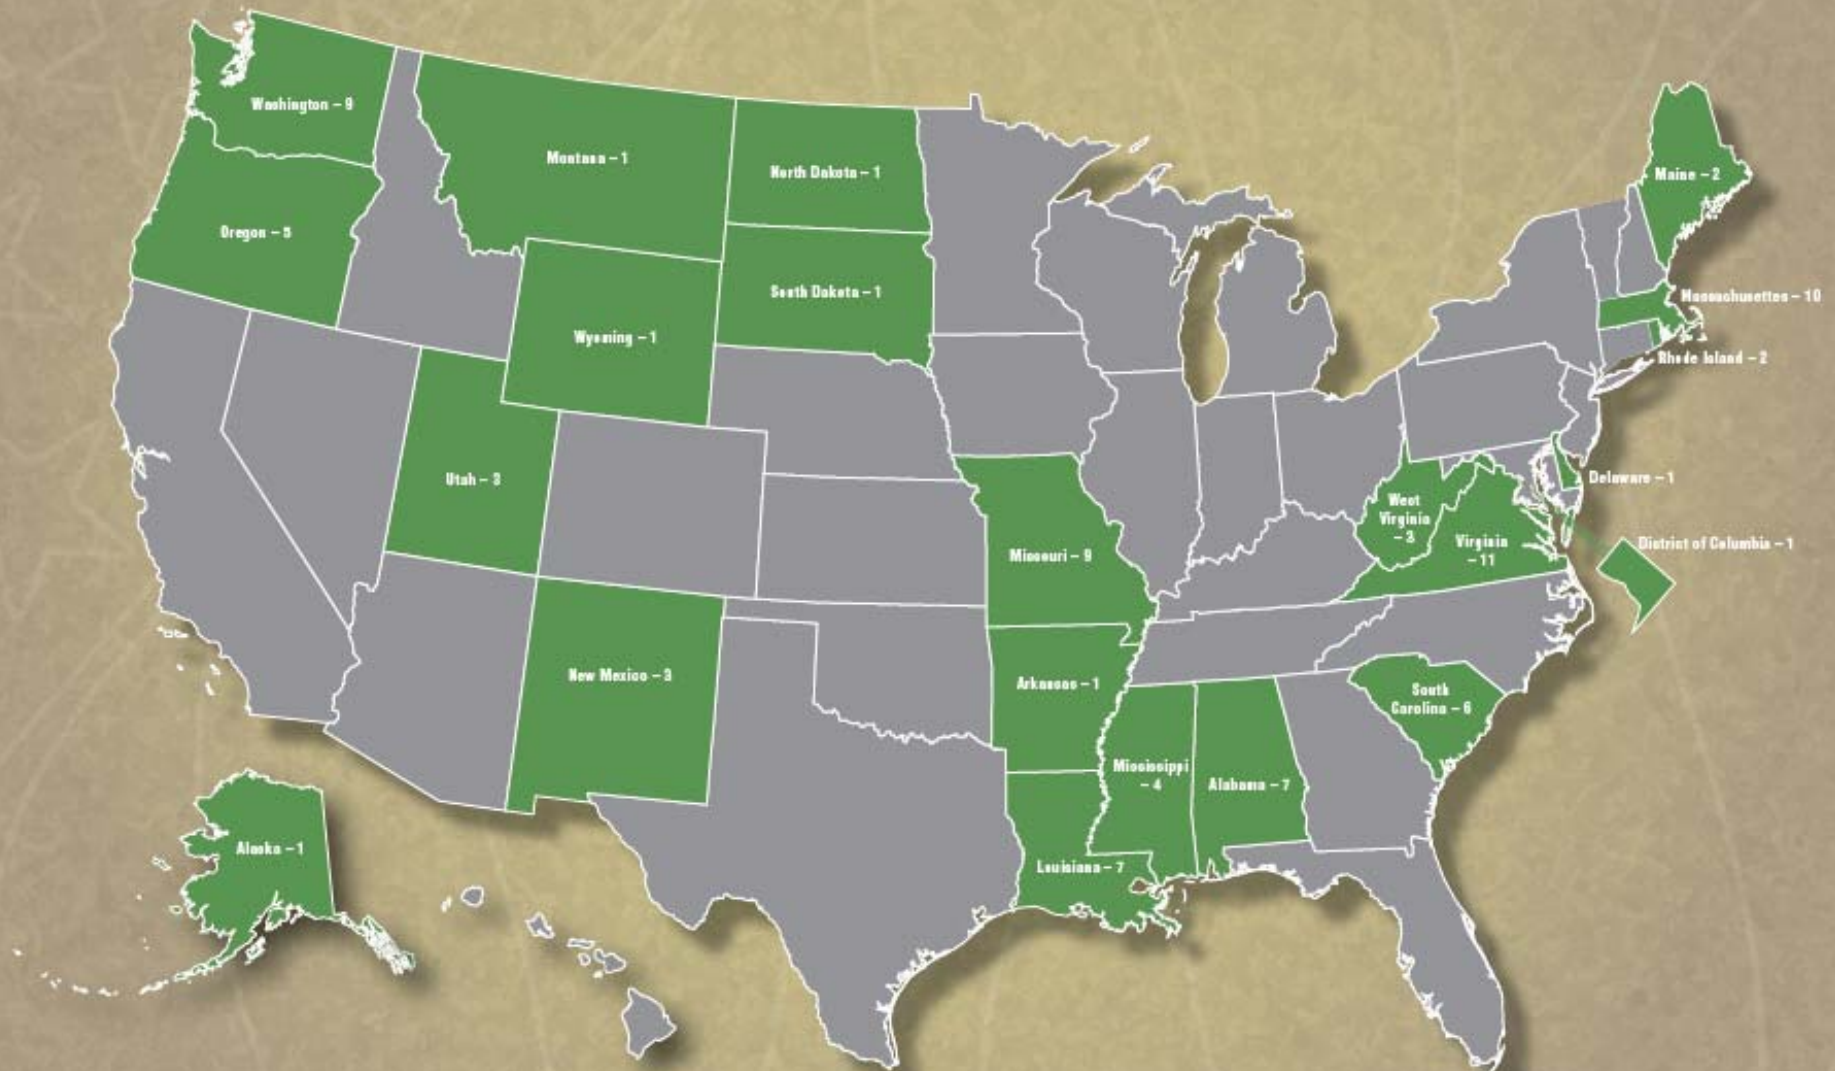 Washington – 9
Montana – 1
North Dakota – 1
Maine – 2
Oregon – 5
South Dakota – 1
Massachusettes – 10
Wyoming – 1
Rhode Island – 2
Utah – 3
Delaware – 1
West
Virginia
– 3
Virginia
– 11
District of Columbia – 1
Missouri – 9
New Mexico – 3
Arkansas – 1
South
Carolina – 6
Mississippi
– 4
Alabama – 7
Alaska – 1
Louisiana – 7